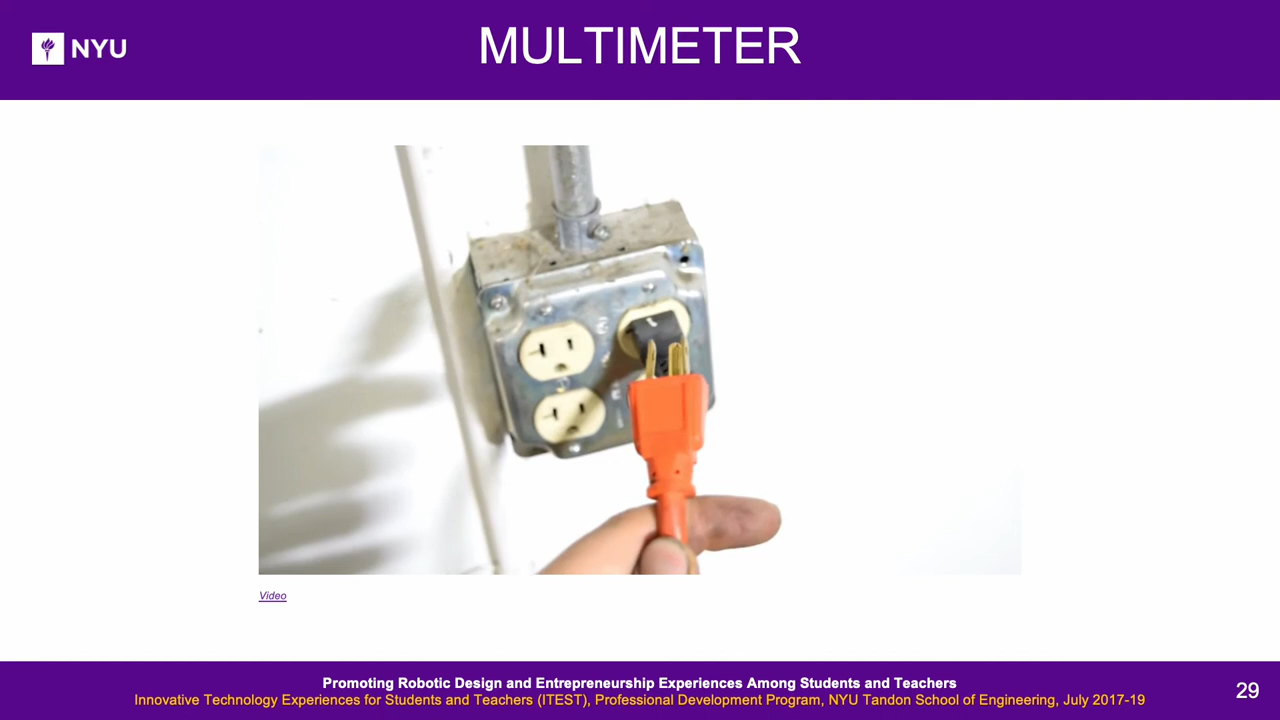 NYU
MULTIMETER
Video
Promoting Robotic Design and Entrepreneurship Experiences Among Students and Teachers
Innovative Technology Experiences for Students and Teachers (ITEST), Professional Development Program, NYU Tandon School of Engineering, July 2017-19
29